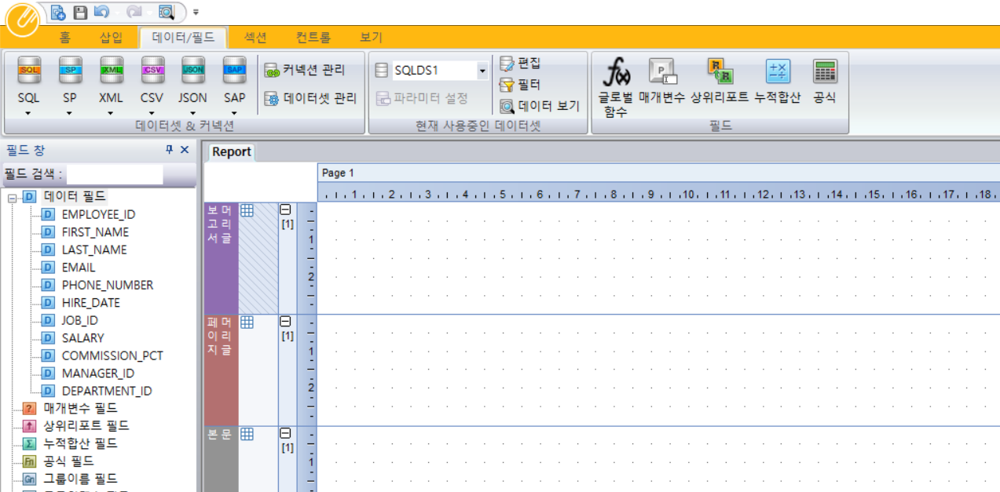 홈 삽입 데이터/필드 섹션 컨트롤 보기
SQL SP XML CSV JSON SAP
SQL SP XML CSV JSON SAP
커넥션 관리
데이터셋 관리
데이터셋 & 커넥션
SQLDS1
파라미터 설정
편집
필터
데이터 보기
현재 사용중인 데이터셋
글로벌 함수 매개변수 상위리포트 누적합산 공식
필드
필드 창
필드 검색 :
데이터 필드
EMPLOYEE_ID
FIRST_NAME
LAST_NAME
EMAIL
PHONE_NUMBER
HIRE_DATE
JOB_ID
SALARY
COMMISSION_PCT
MANAGER_ID
DEPARTMENT_ID
매개변수 필드
상위리포트 필드
누적합산 필드
공식 필드
그룹이름 필드
Report
Page 1
1 2 3 4 5 6 7 8 9 10 11 12 13 14 15 16 17 18
보고서 머리글
[1]
1
2
페이지 머리글
[1]
1
2
본문
[1]
1